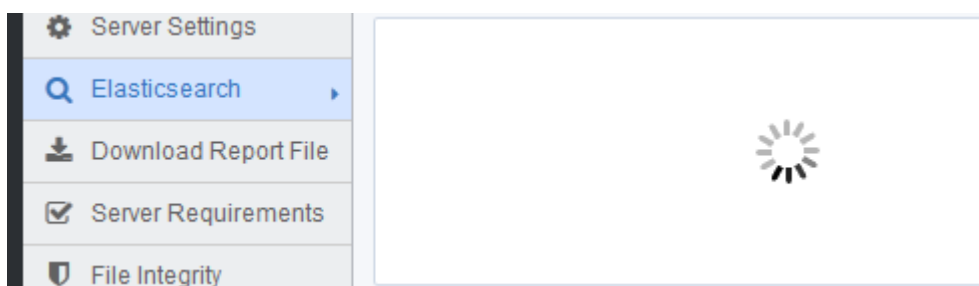 Server Settings
Elasticsearch
Download Report File
Server Requirements
File Integrity